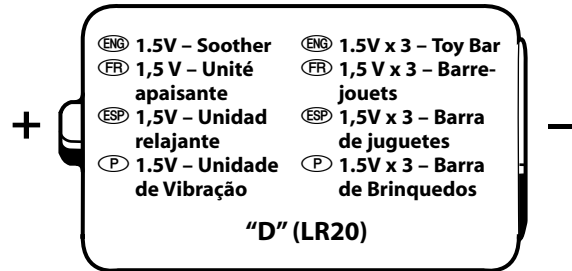 +
ENG 1.5V – Soother
FR 1,5 V – Unité
apaisante
ESP 1,5V – Unidad
relajante
P 1.5V – Unidade
de Vibração
ENG 1.5V x 3 – Toy Bar
FR 1,5 V x 3 – Barre-
jouets
ESP 1,5V x 3 – Barra
de juguetes
P 1.5V x 3 – Barra
de Brinquedos
“D” (LR20)
–